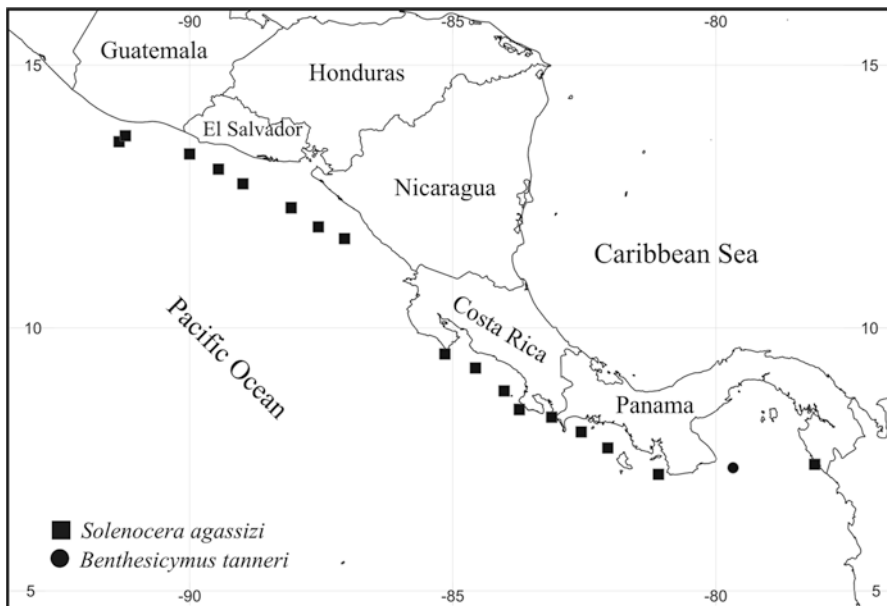 -90 -85 -80
Guatemala
15 15
Honduras
El Salvador
Nicaragua
Caribbean Sea
Pacific Ocean
10 10
Costa Rica
Panama
Solenocera agassizi
Benthesicymus tanneri
5 5
-90 -85 -80